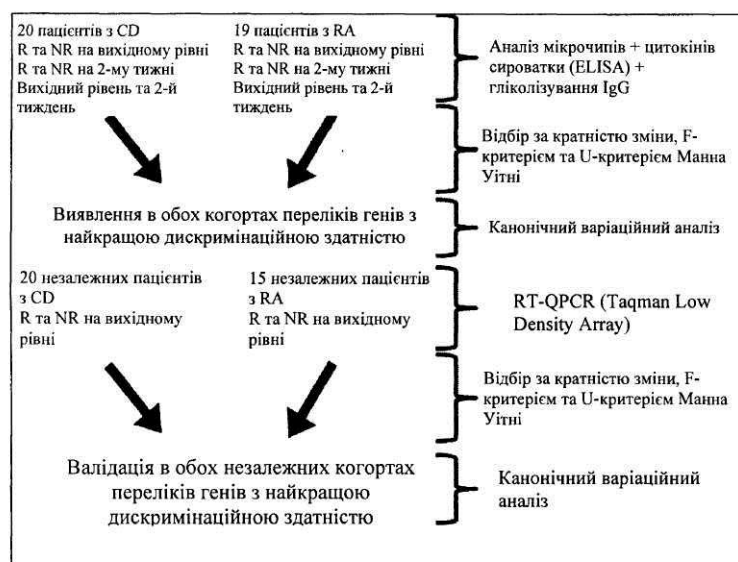 20 пацієнтів з CD
R та NR на вихідному рівні
R та NR на 2-му тижні
Вихідний рівень та 2-й
тиждень
19 пацієнтів з RA
R та NR на вихідному рівні
R та NR на 2-му тижні
Вихідний рівень та 2-й
тиждень
Аналіз мікрочипів + цитокінів
сироватки (ELISA) +
гліколізування IgG
Відбір за кратністю зміни, F-
критерієм та U-критерієм Манна
Уітні
Виявлення в обох когортах переліків генів з
найкращою дискримінаційною здатністю
Канонічний варіаційний аналіз
20 незалежних пацієнтів
з CD
R та NR на вихідному
рівні
15 незалежних пацієнтів
з RA
R та NR на вихідному
рівні
RT-QPCR (Taqman Low
Density Array)
Відбір за кратністю зміни, F-
критерієм та U-критерієм Манна
Уітні
Валідація в обох незалежних когортах
переліків генів з найкращою
дискримінаційною здатністю
Канонічний варіаційний
аналіз